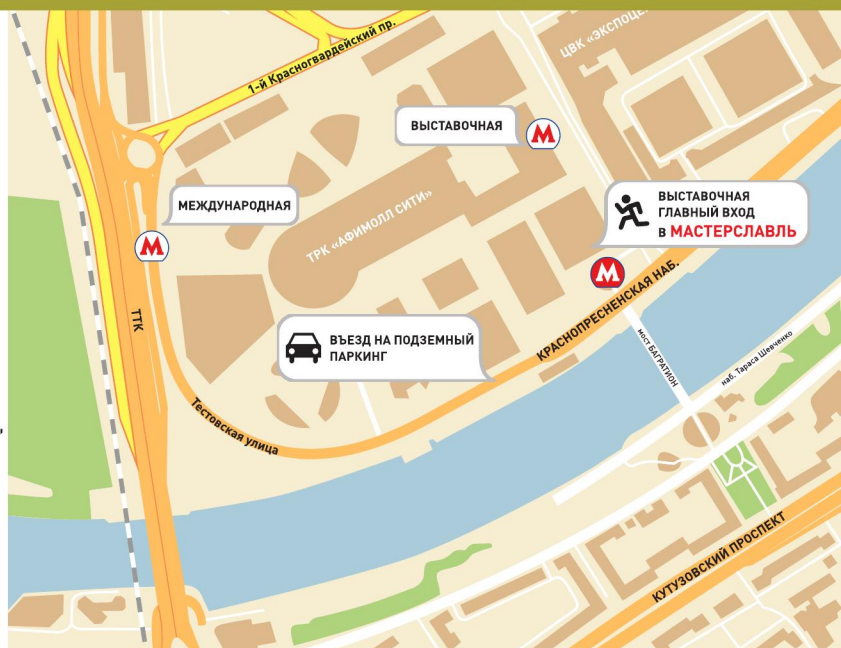 1-й Красногвардейский пр.
ЦВК «ЭКСПОЦЕ
ВЫСТАВОЧНАЯ
М
МЕЖДУНАРОДНАЯ
М
ТРК «АФИМОЛЛ СИТИ»
ВЫСТАВОЧНАЯ
ГЛАВНЫЙ ВХОД
в МАСТЕРСЛАВЛЬ
М
ТТК
ВЪЕЗД НА ПОДЗЕМНЫЙ
ПАРКИНГ
КРАСНОПРЕСНЕНСКАЯ НАБ.
мост БАГРАТИОН
наб. Тараса Шевченко
Тестовская улица
КУТУЗОВСКИЙ ПРОСПЕКТ